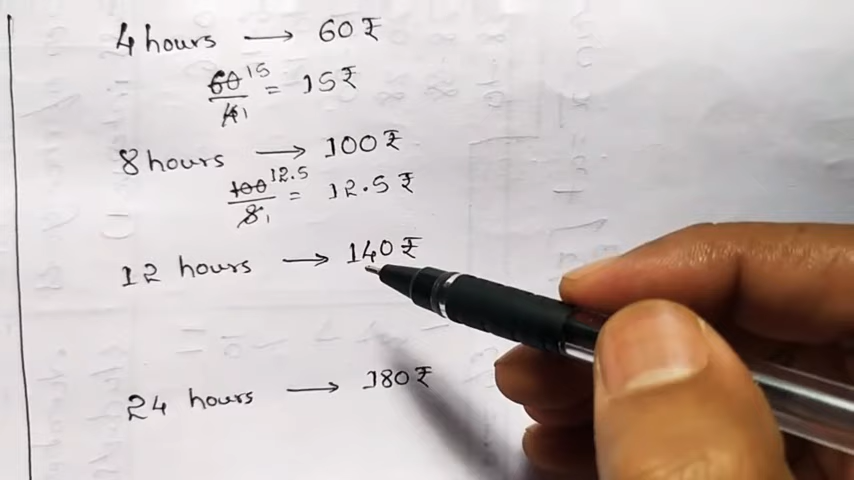 4 hours → 60₹
60 15
4 1 = 15₹
8 hours → 100₹
100 12.5
8 1 = 12.5₹
12 hours → 140₹
24 hours → 180₹